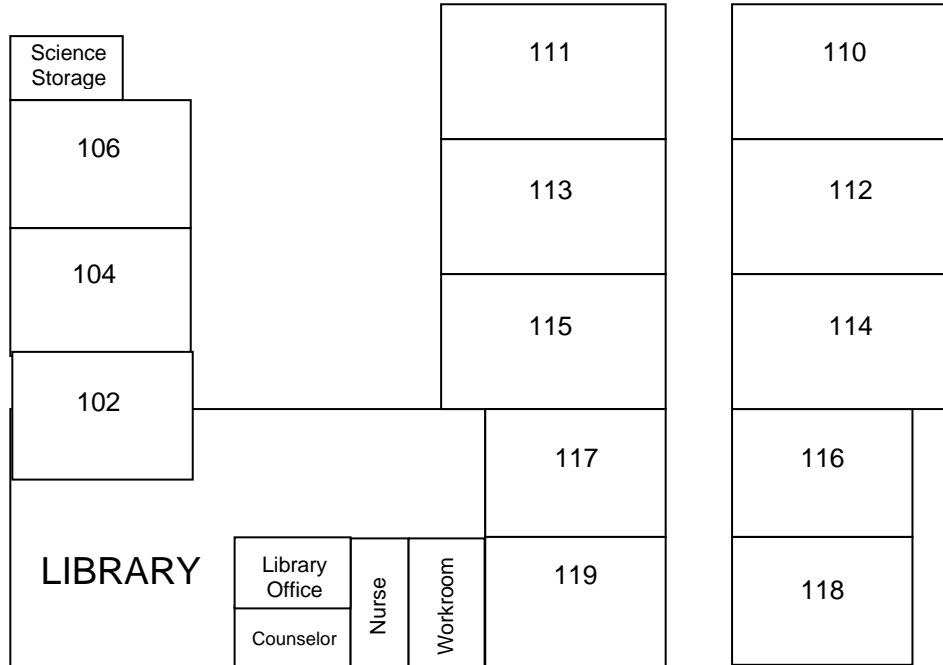 111
110
Science
Storage
106
113
112
104
115
114
102
117
116
LIBRARY
Library
Office
Nurse
Workroom
119
118
Counselor